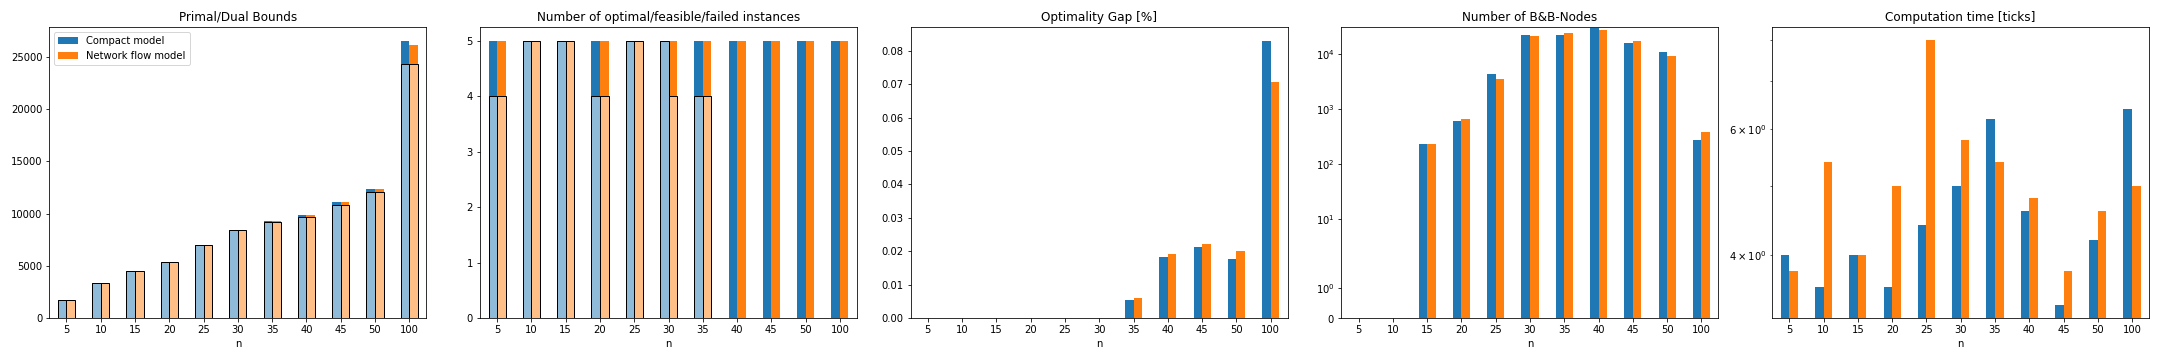 Primal/Dual Bounds
Compact model
Network flow model
25000
20000
15000
10000
5000
0
5 10 15 20 25 30 35 40 45 50 100
n
Number of optimal/feasible/failed instances
5
4
3
2
1
0
5 10 15 20 25 30 35 40 45 50 100
n
Optimality Gap [%]
0.08
0.07
0.06
0.05
0.04
0.03
0.02
0.01
0.00
5 10 15 20 25 30 35 40 45 50 100
n
Number of B&B-Nodes
10⁴
10³
10²
10¹
10⁰
0
5 10 15 20 25 30 35 40 45 50 100
n
Computation time [ticks]
6 × 10⁰
4 × 10⁰
5 10 15 20 25 30 35 40 45 50 100
n